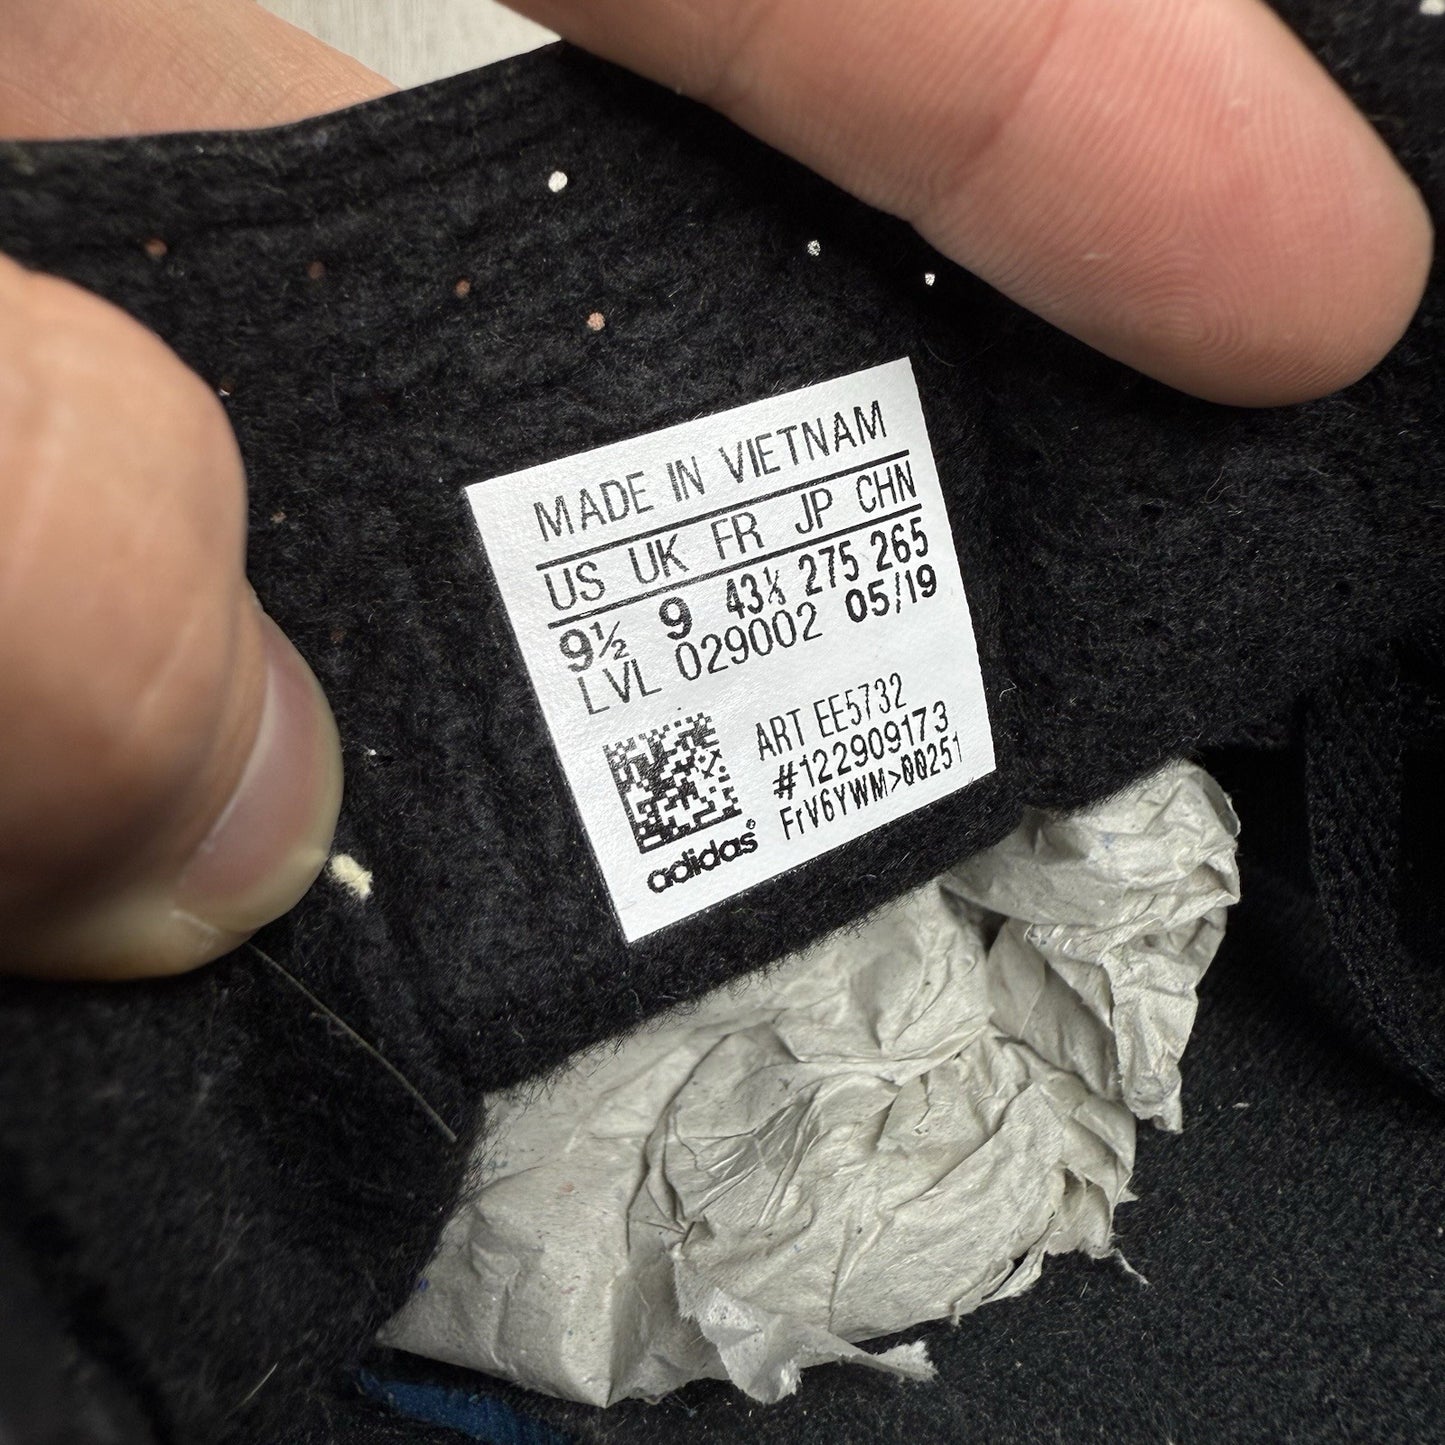 MADE IN VIETNAM
US UK FR JP CHN
9½ 9 43⅓ 275 265
LVL 029002 05/19
ART EE5732
#122909173
FrV6YWM>00251
adidas®